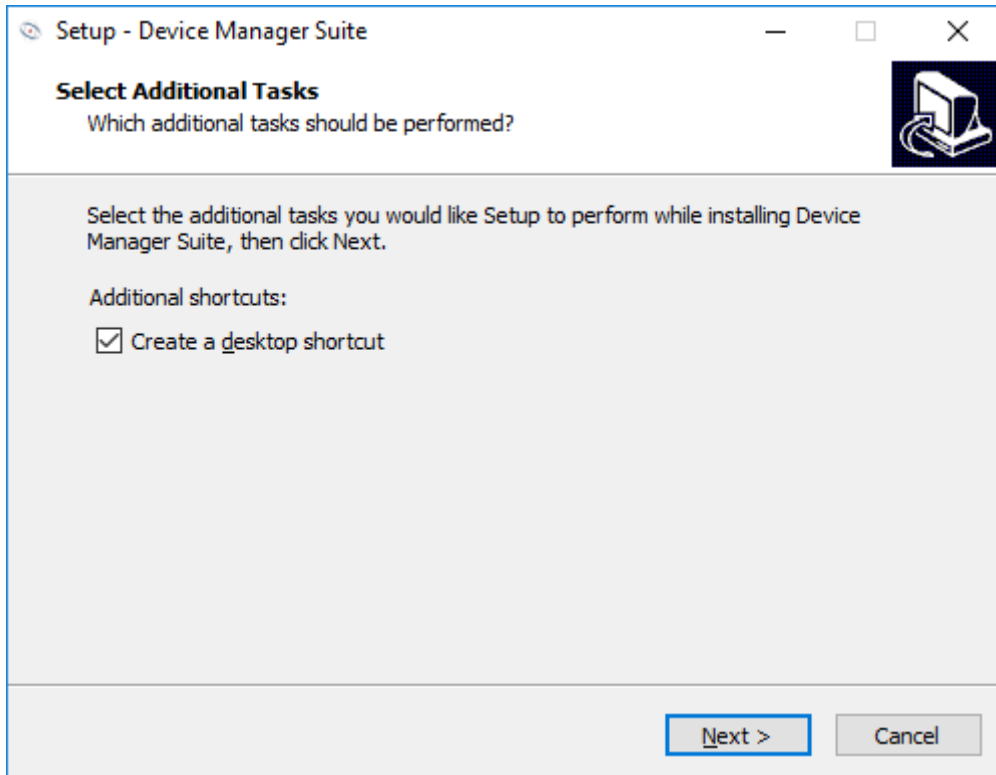 Setup - Device Manager Suite
Select Additional Tasks
Which additional tasks should be performed?
Select the additional tasks you would like Setup to perform while installing Device
Manager Suite, then click Next.
Additional shortcuts:
Create a desktop shortcut
Next >
Cancel